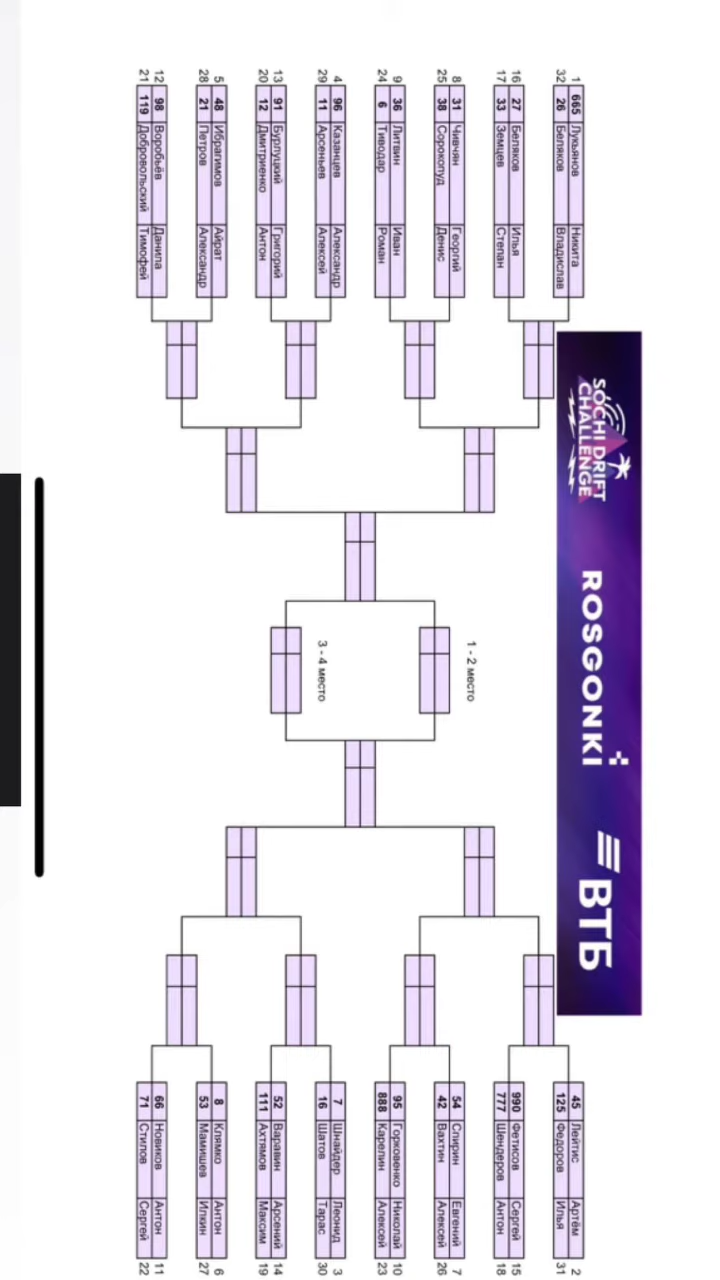 SOCHI DRIFT
CHALLENGE
ROSGONKI
ВТБ
1 665 Лукьянов Никита
32 26 Беляков Владислав
16 27 Беляков Илья
17 33 Земцев Степан
8 31 Чивчян Георгий
25 38 Сорокопуд Денис
9 36 Литвин Иван
24 6 Тиводар Роман
4 96 Казанцев Александр
29 11 Арсеньев Алексей
13 91 Бурлуцкий Григорий
20 12 Дмитриенко Антон
5 48 Ибрагимов Айрат
28 21 Петров Александр
12 98 Воробьёв Данила
21 119 Добровольский Тимофей
1 - 2 место
3 - 4 место
45 Лейтис Артём 2
125 Федоров Илья 31
990 Фетисов Сергей 15
777 Шендеров Антон 18
54 Спирин Евгений 7
42 Вахтин Алексей 26
95 Горковенко Николай 10
888 Карелин Алексей 23
7 Шнайдер Леонид 3
16 Шатов Тарас 30
52 Варавин Арсений 14
111 Ахтямов Максим 19
8 Клямко Антон 6
53 Мамишев Илкин 27
66 Новиков Антон 11
71 Стилов Сергей 22